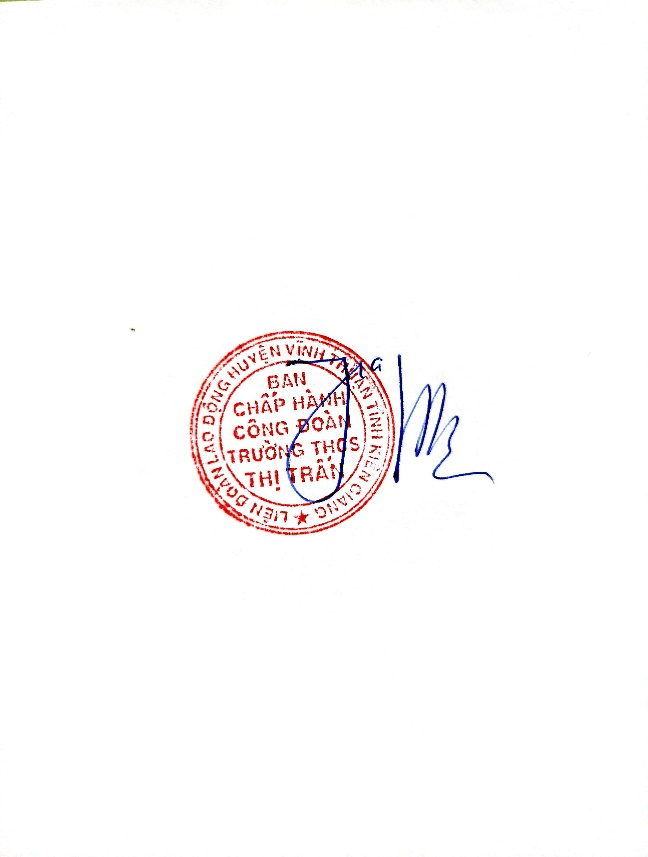 LIÊN ĐOÀN LAO ĐỘNG HUYỆN VĨNH THUẬN TỈNH KIÊN GIANG
BAN
CHẤP HÀNH
CÔNG ĐOÀN
TRƯỜNG THCS
THỊ TRẤN